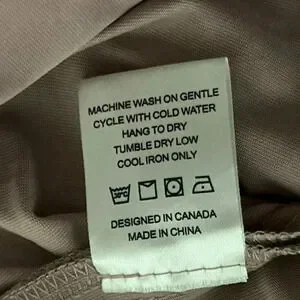 MACHINE WASH ON GENTLE
CYCLE WITH COLD WATER
HANG TO DRY
TUMBLE DRY LOW
COOL IRON ONLY
30°C
DESIGNED IN CANADA
MADE IN CHINA